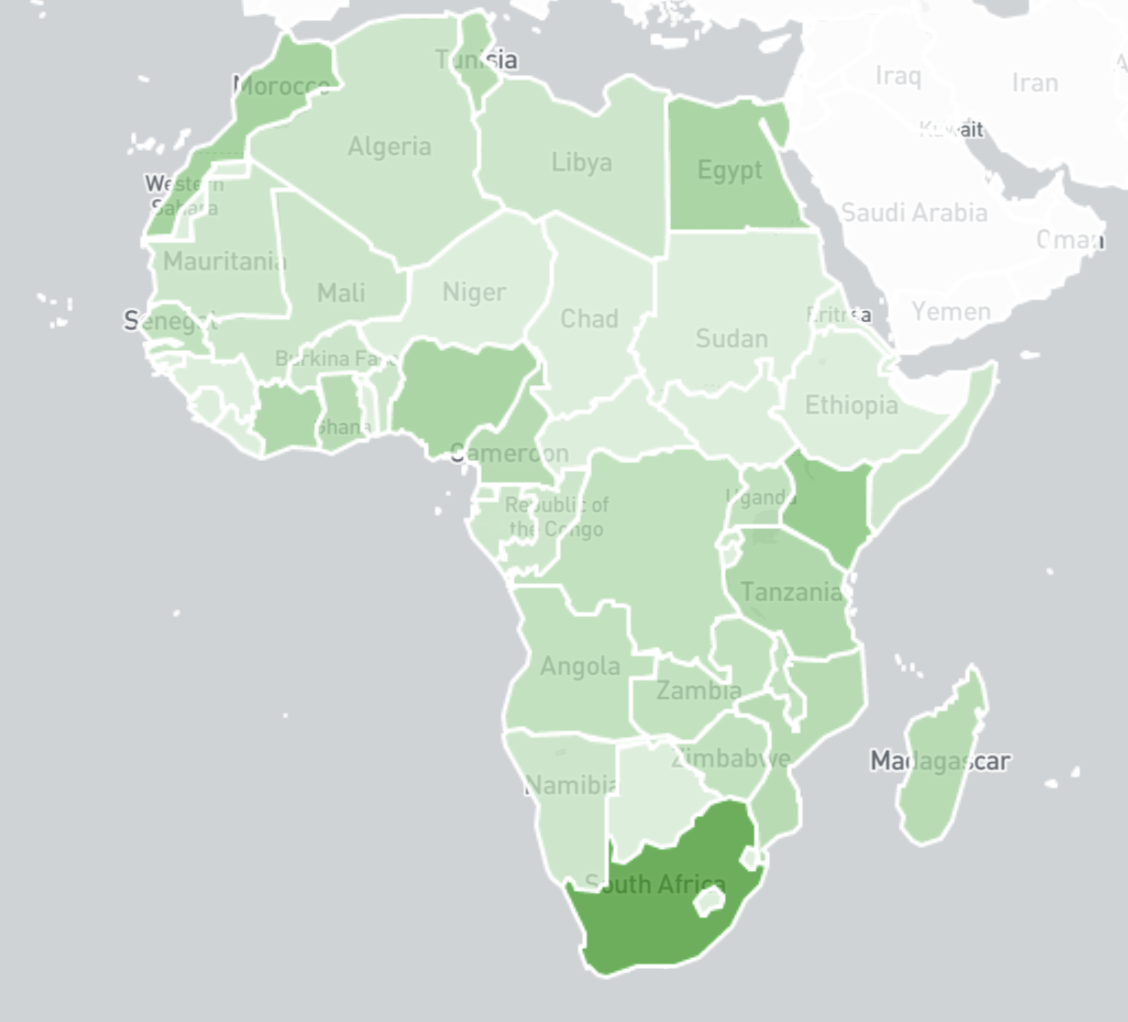 Tunisia
Morocco
Iraq
Iran
Kuwait
Algeria
Libya
Egypt
Western
Sahara
Saudi Arabia
Oman
Mauritania
Mali
Niger
Chad
Sudan
Eritrea
Yemen
Senegal
Burkina Faso
Ethiopia
Ghana
Cameroon
Uganda
Republic of
the Congo
Tanzania
Angola
Zambia
Zimbabwe
Madagascar
Namibia
South Africa